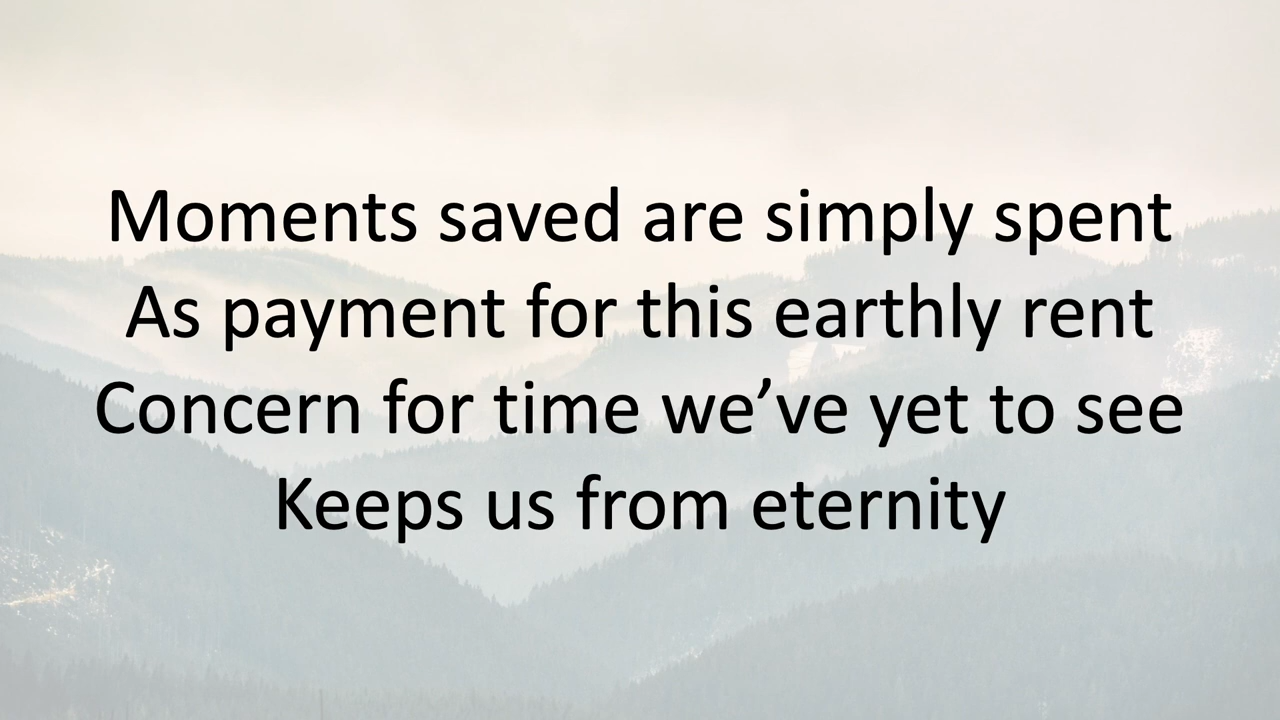 Moments saved are simply spent
As payment for this earthly rent
Concern for time we’ve yet to see
Keeps us from eternity